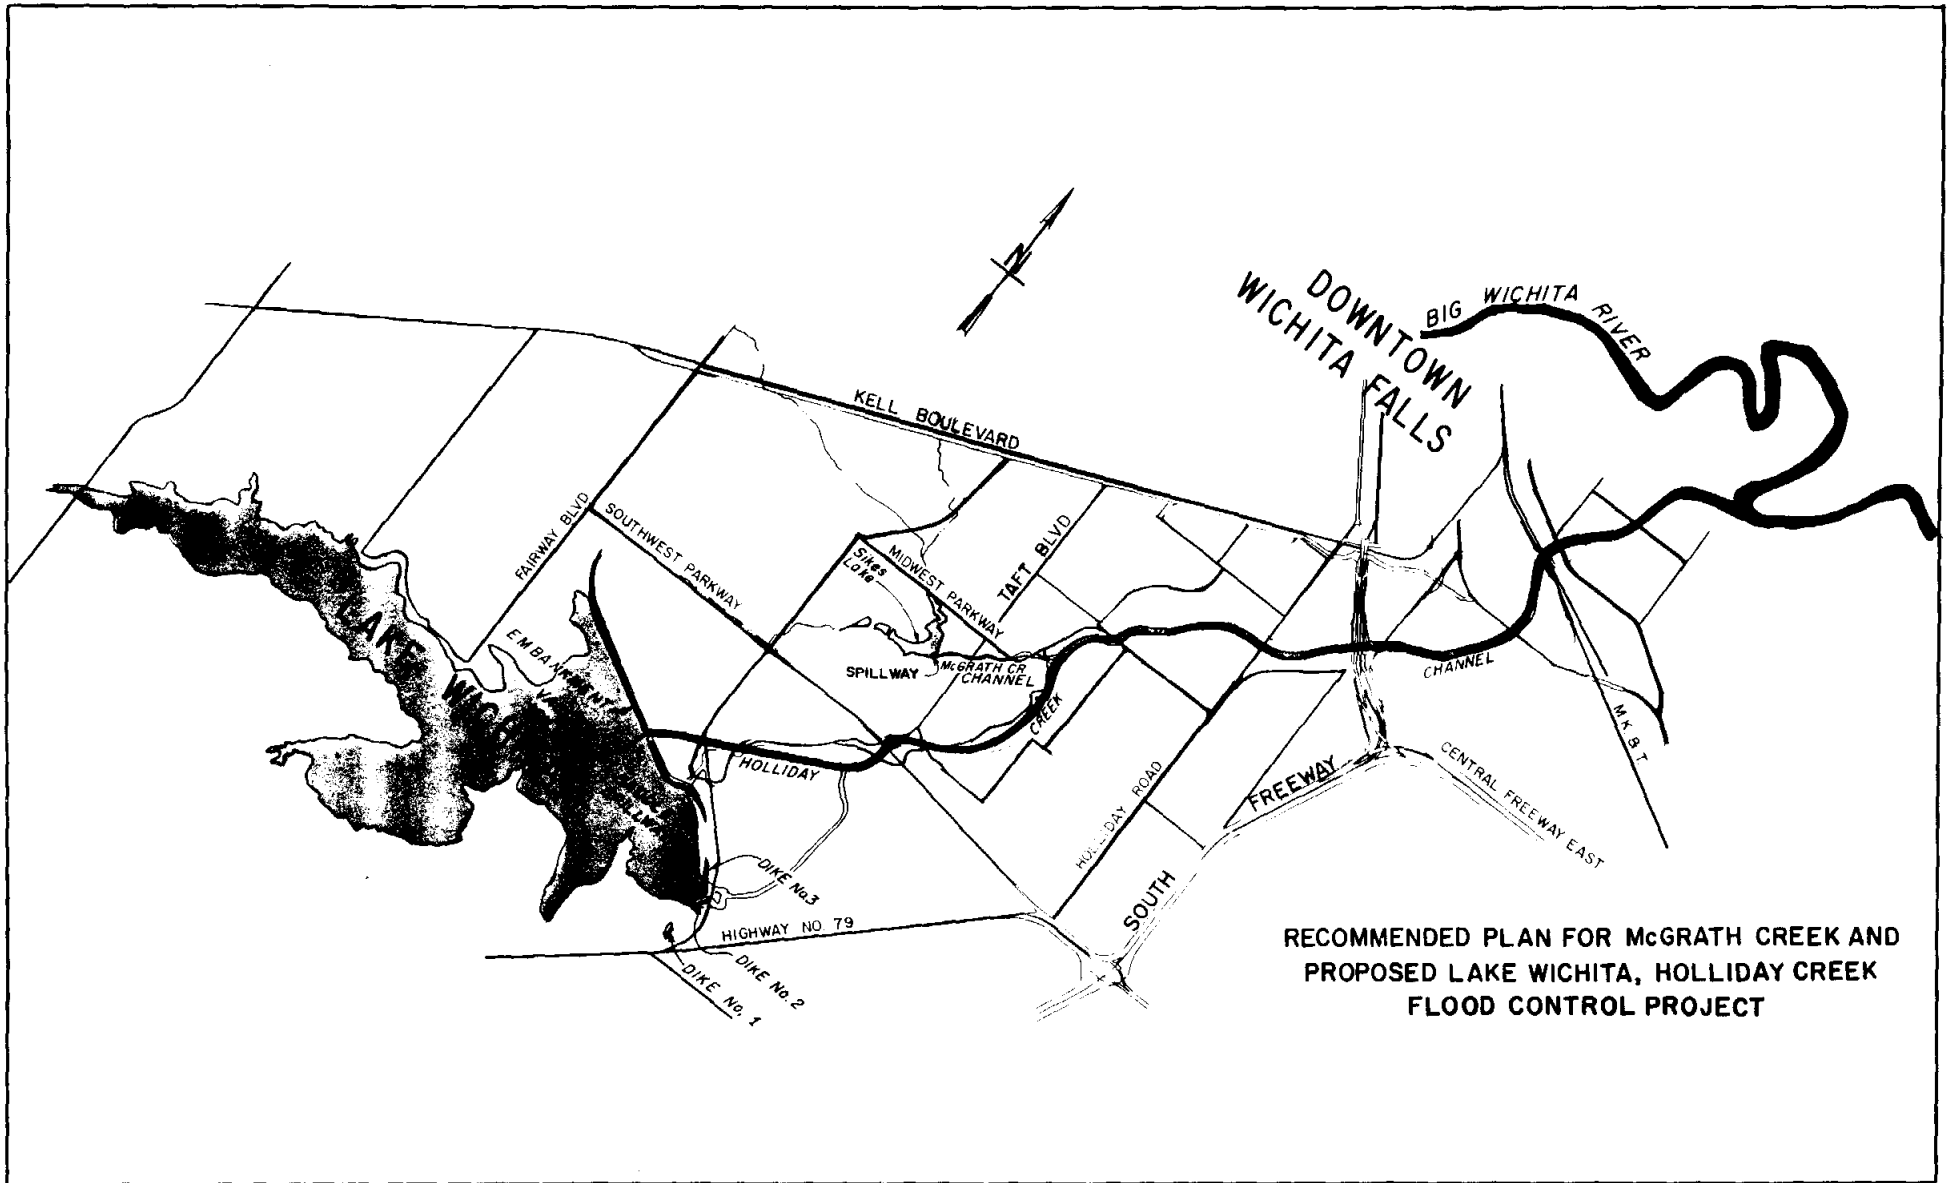 N
DOWNTOWN
WICHITA FALLS
BIG WICHITA RIVER
KELL BOULEVARD
FAIRWAY BLVD
SOUTHWEST PARKWAY
Sikes
Lake
MIDWEST PARKWAY
TAFT BLVD
LAKE
EMBANKMENT
SPILLWAY
McGRATH CR.
CHANNEL
CREEK
CHANNEL
HOLLIDAY
HOLLIDAY ROAD
FREEWAY
SOUTH
CENTRAL FREEWAY EAST
M K & T
DIKE No.3
HIGHWAY NO. 79
DIKE No. 2
DIKE No. 1
RECOMMENDED PLAN FOR McGRATH CREEK AND
PROPOSED LAKE WICHITA, HOLLIDAY CREEK
FLOOD CONTROL PROJECT